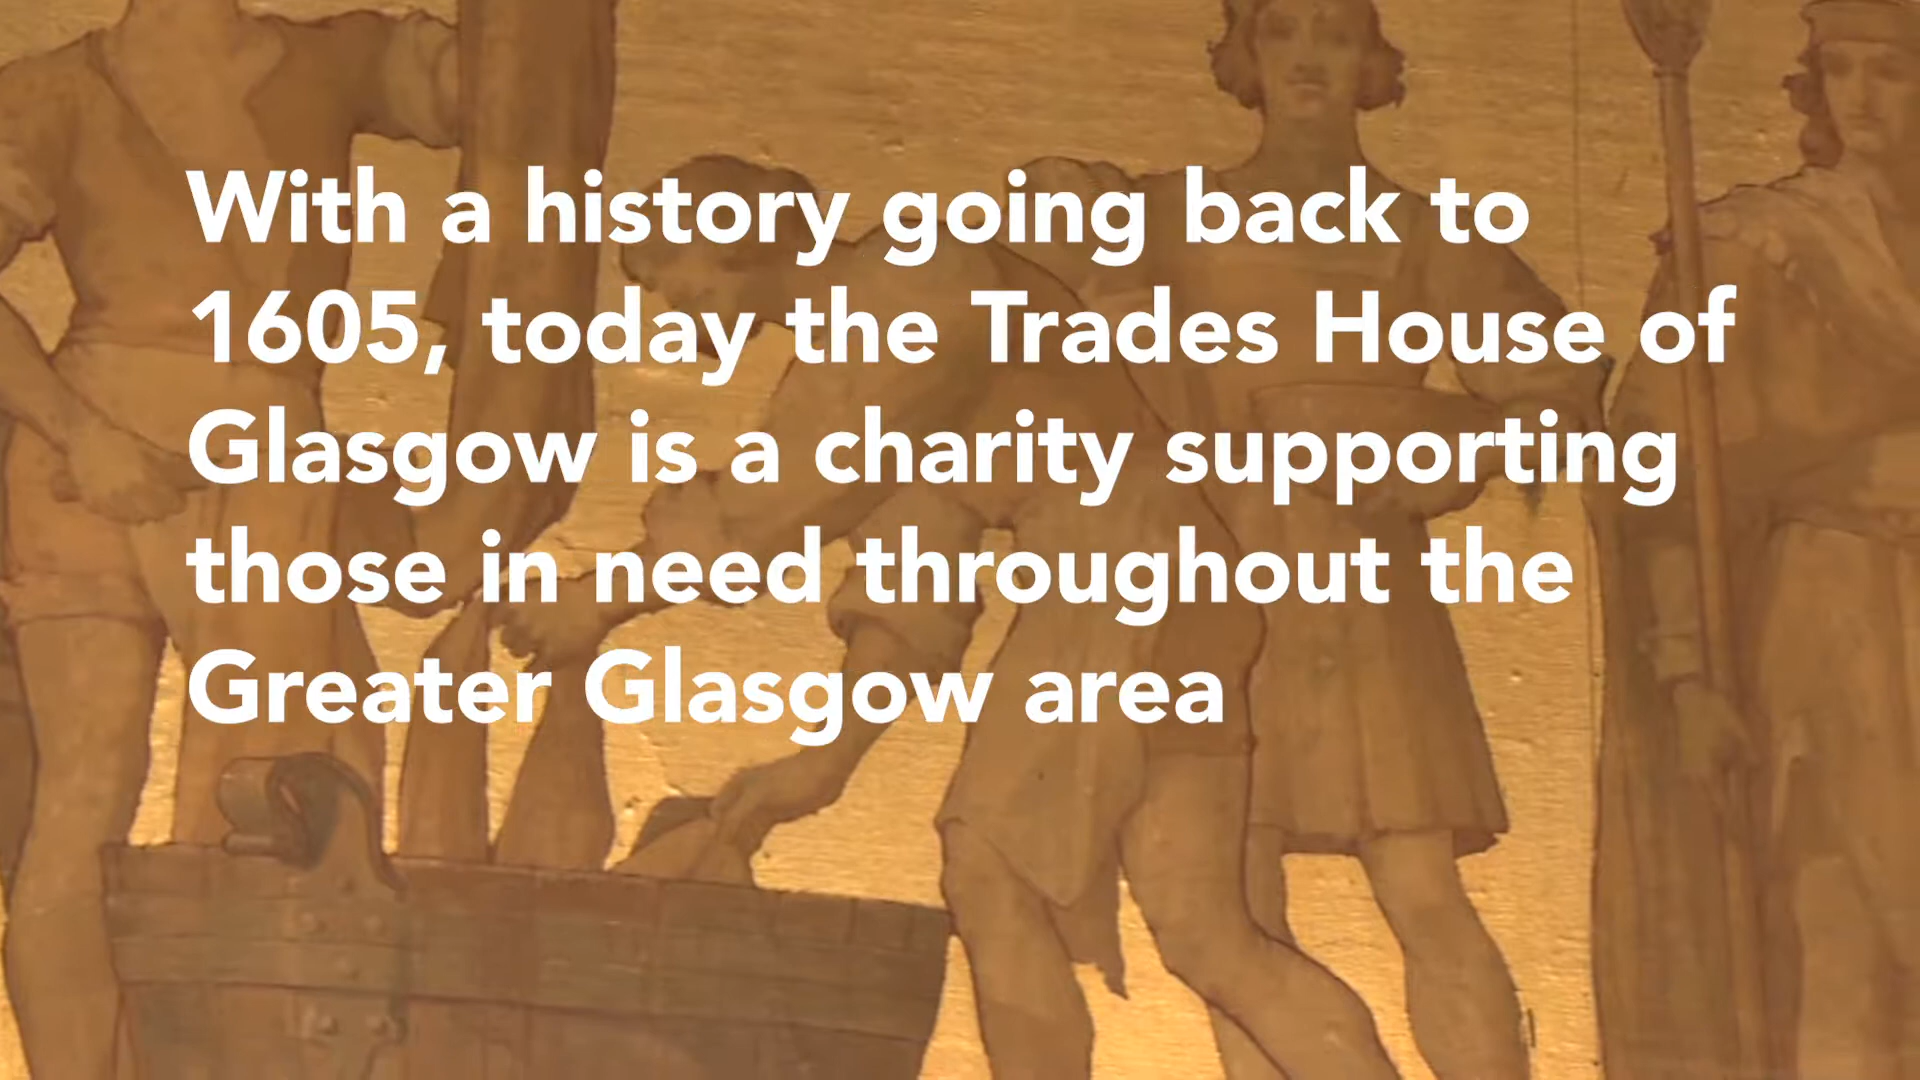 With a history going back to
1605, today the Trades House of
Glasgow is a charity supporting
those in need throughout the
Greater Glasgow area